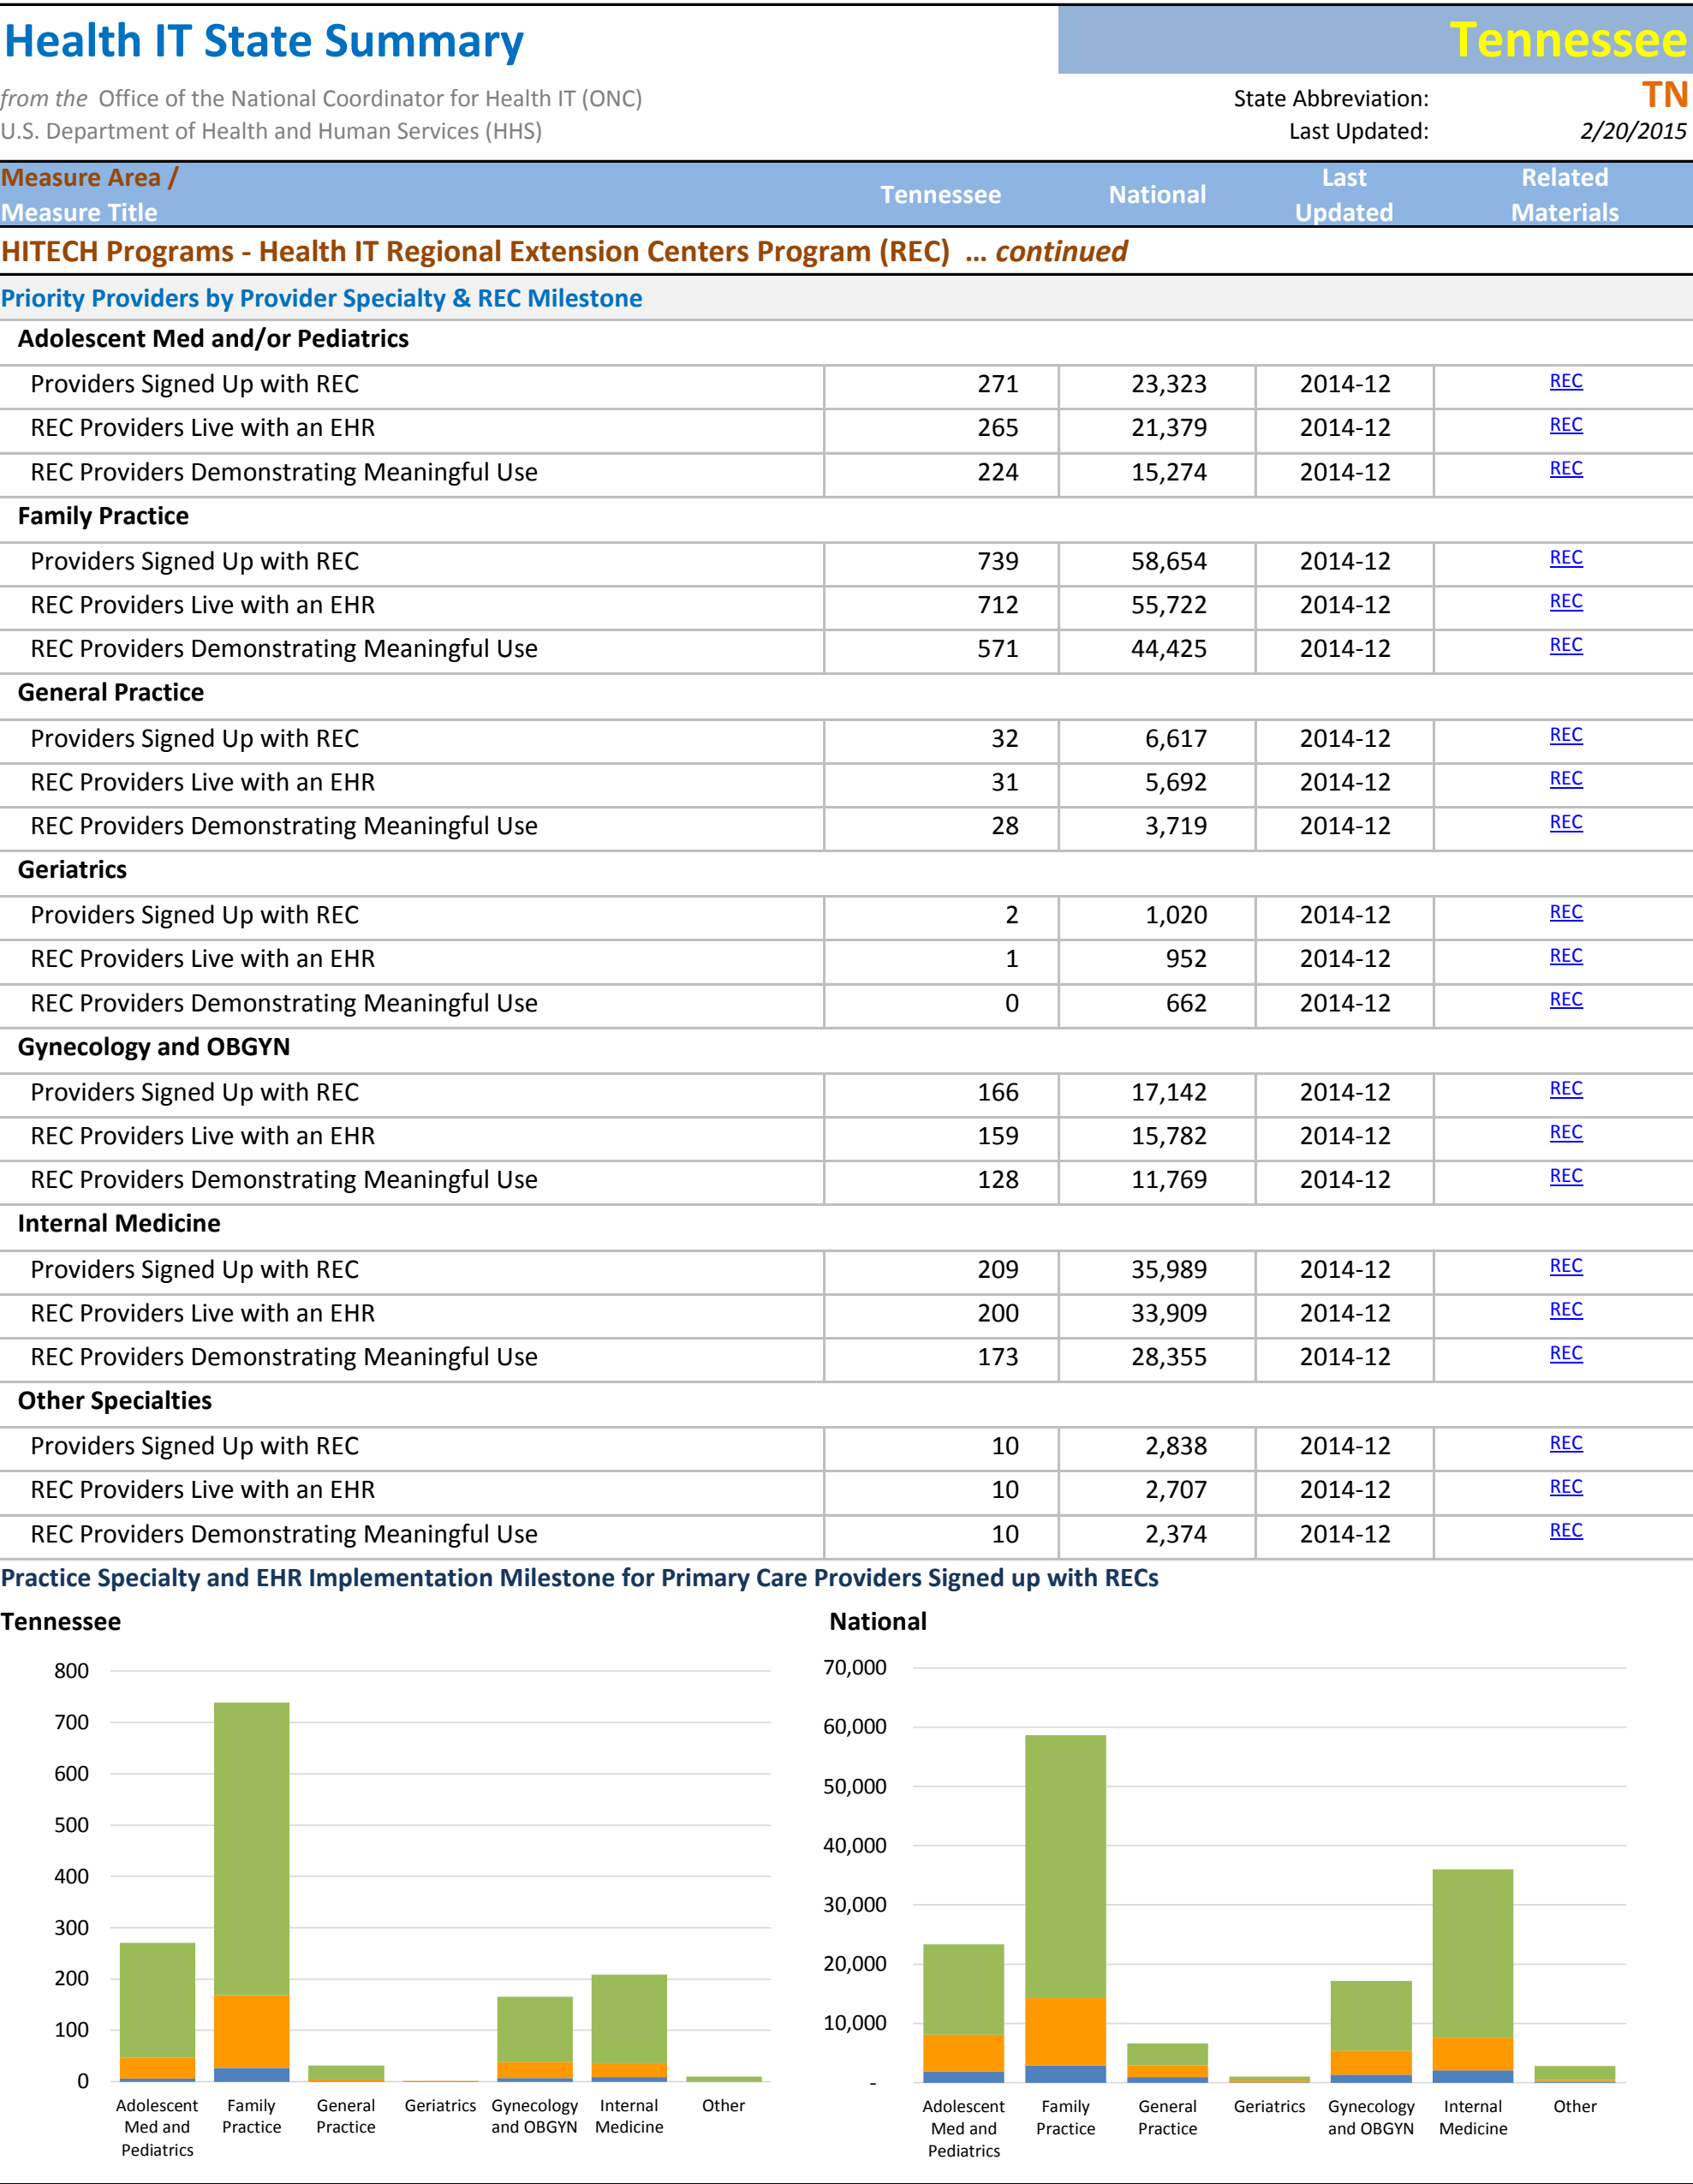 Health IT State Summary
Tennessee
from the Office of the National Coordinator for Health IT (ONC)
State Abbreviation: TN
U.S. Department of Health and Human Services (HHS)
Last Updated: 2/20/2015
Measure Area /
Measure Title
Tennessee
National
Last
Updated
Related
Materials
HITECH Programs - Health IT Regional Extension Centers Program (REC) ... continued
Priority Providers by Provider Specialty & REC Milestone
Adolescent Med and/or Pediatrics
Providers Signed Up with REC 271 23,323 2014-12 REC
REC Providers Live with an EHR 265 21,379 2014-12 REC
REC Providers Demonstrating Meaningful Use 224 15,274 2014-12 REC
Family Practice
Providers Signed Up with REC 739 58,654 2014-12 REC
REC Providers Live with an EHR 712 55,722 2014-12 REC
REC Providers Demonstrating Meaningful Use 571 44,425 2014-12 REC
General Practice
Providers Signed Up with REC 32 6,617 2014-12 REC
REC Providers Live with an EHR 31 5,692 2014-12 REC
REC Providers Demonstrating Meaningful Use 28 3,719 2014-12 REC
Geriatrics
Providers Signed Up with REC 2 1,020 2014-12 REC
REC Providers Live with an EHR 1 952 2014-12 REC
REC Providers Demonstrating Meaningful Use 0 662 2014-12 REC
Gynecology and OBGYN
Providers Signed Up with REC 166 17,142 2014-12 REC
REC Providers Live with an EHR 159 15,782 2014-12 REC
REC Providers Demonstrating Meaningful Use 128 11,769 2014-12 REC
Internal Medicine
Providers Signed Up with REC 209 35,989 2014-12 REC
REC Providers Live with an EHR 200 33,909 2014-12 REC
REC Providers Demonstrating Meaningful Use 173 28,355 2014-12 REC
Other Specialties
Providers Signed Up with REC 10 2,838 2014-12 REC
REC Providers Live with an EHR 10 2,707 2014-12 REC
REC Providers Demonstrating Meaningful Use 10 2,374 2014-12 REC
Practice Specialty and EHR Implementation Milestone for Primary Care Providers Signed up with RECs
Tennessee
800
700
600
500
400
300
200
100
0
Adolescent
Med and
Pediatrics
Family
Practice
General
Practice
Geriatrics
Gynecology
and OBGYN
Internal
Medicine
Other
National
70,000
60,000
50,000
40,000
30,000
20,000
10,000
-
Adolescent
Med and
Pediatrics
Family
Practice
General
Practice
Geriatrics
Gynecology
and OBGYN
Internal
Medicine
Other